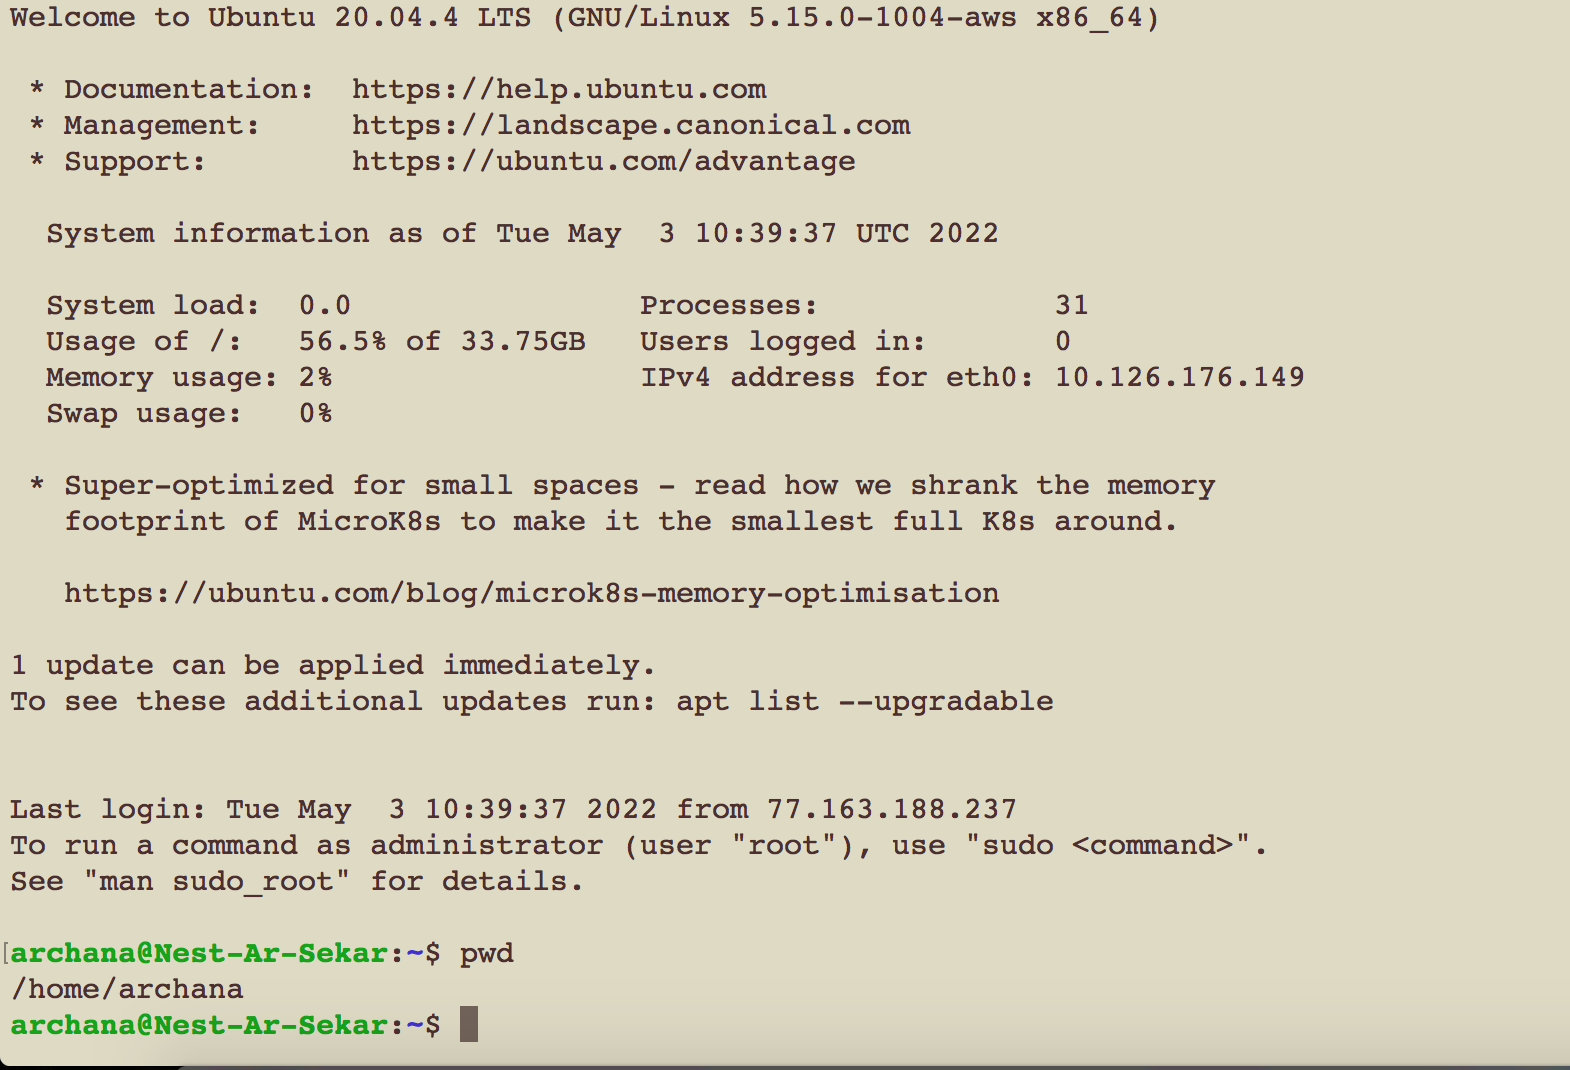 Welcome to Ubuntu 20.04.4 LTS (GNU/Linux 5.15.0-1004-aws x86_64)

 * Documentation:  https://help.ubuntu.com
 * Management:     https://landscape.canonical.com
 * Support:        https://ubuntu.com/advantage

  System information as of Tue May  3 10:39:37 UTC 2022

  System load:  0.0                Processes:             31
  Usage of /:   56.5% of 33.75GB   Users logged in:       0
  Memory usage: 2%                 IPv4 address for eth0: 10.126.176.149
  Swap usage:   0%

 * Super-optimized for small spaces - read how we shrank the memory
   footprint of MicroK8s to make it the smallest full K8s around.

   https://ubuntu.com/blog/microk8s-memory-optimisation

1 update can be applied immediately.
To see these additional updates run: apt list --upgradable


Last login: Tue May  3 10:39:37 2022 from 77.163.188.237
To run a command as administrator (user "root"), use "sudo <command>".
See "man sudo_root" for details.

[archana@Nest-Ar-Sekar:~$ pwd
/home/archana
archana@Nest-Ar-Sekar:~$